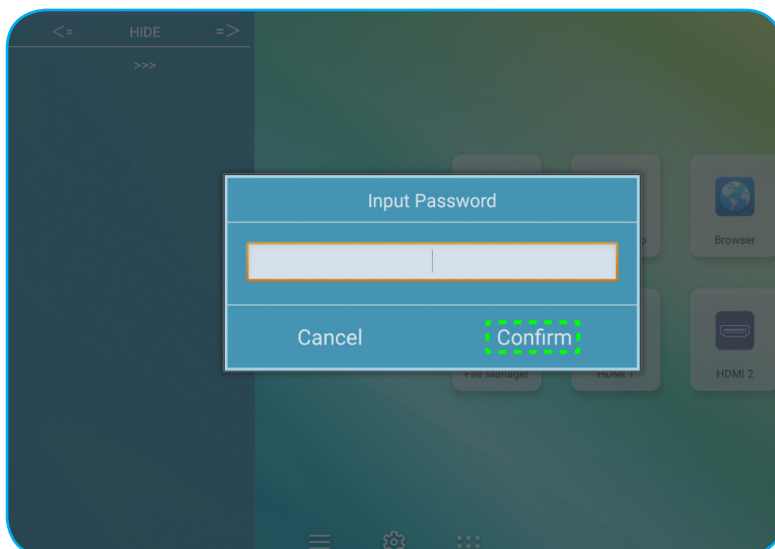 <= HIDE =>
>>>
Input Password
Browser
Cancel Confirm
File Manager HDMI 1 HDMI 2